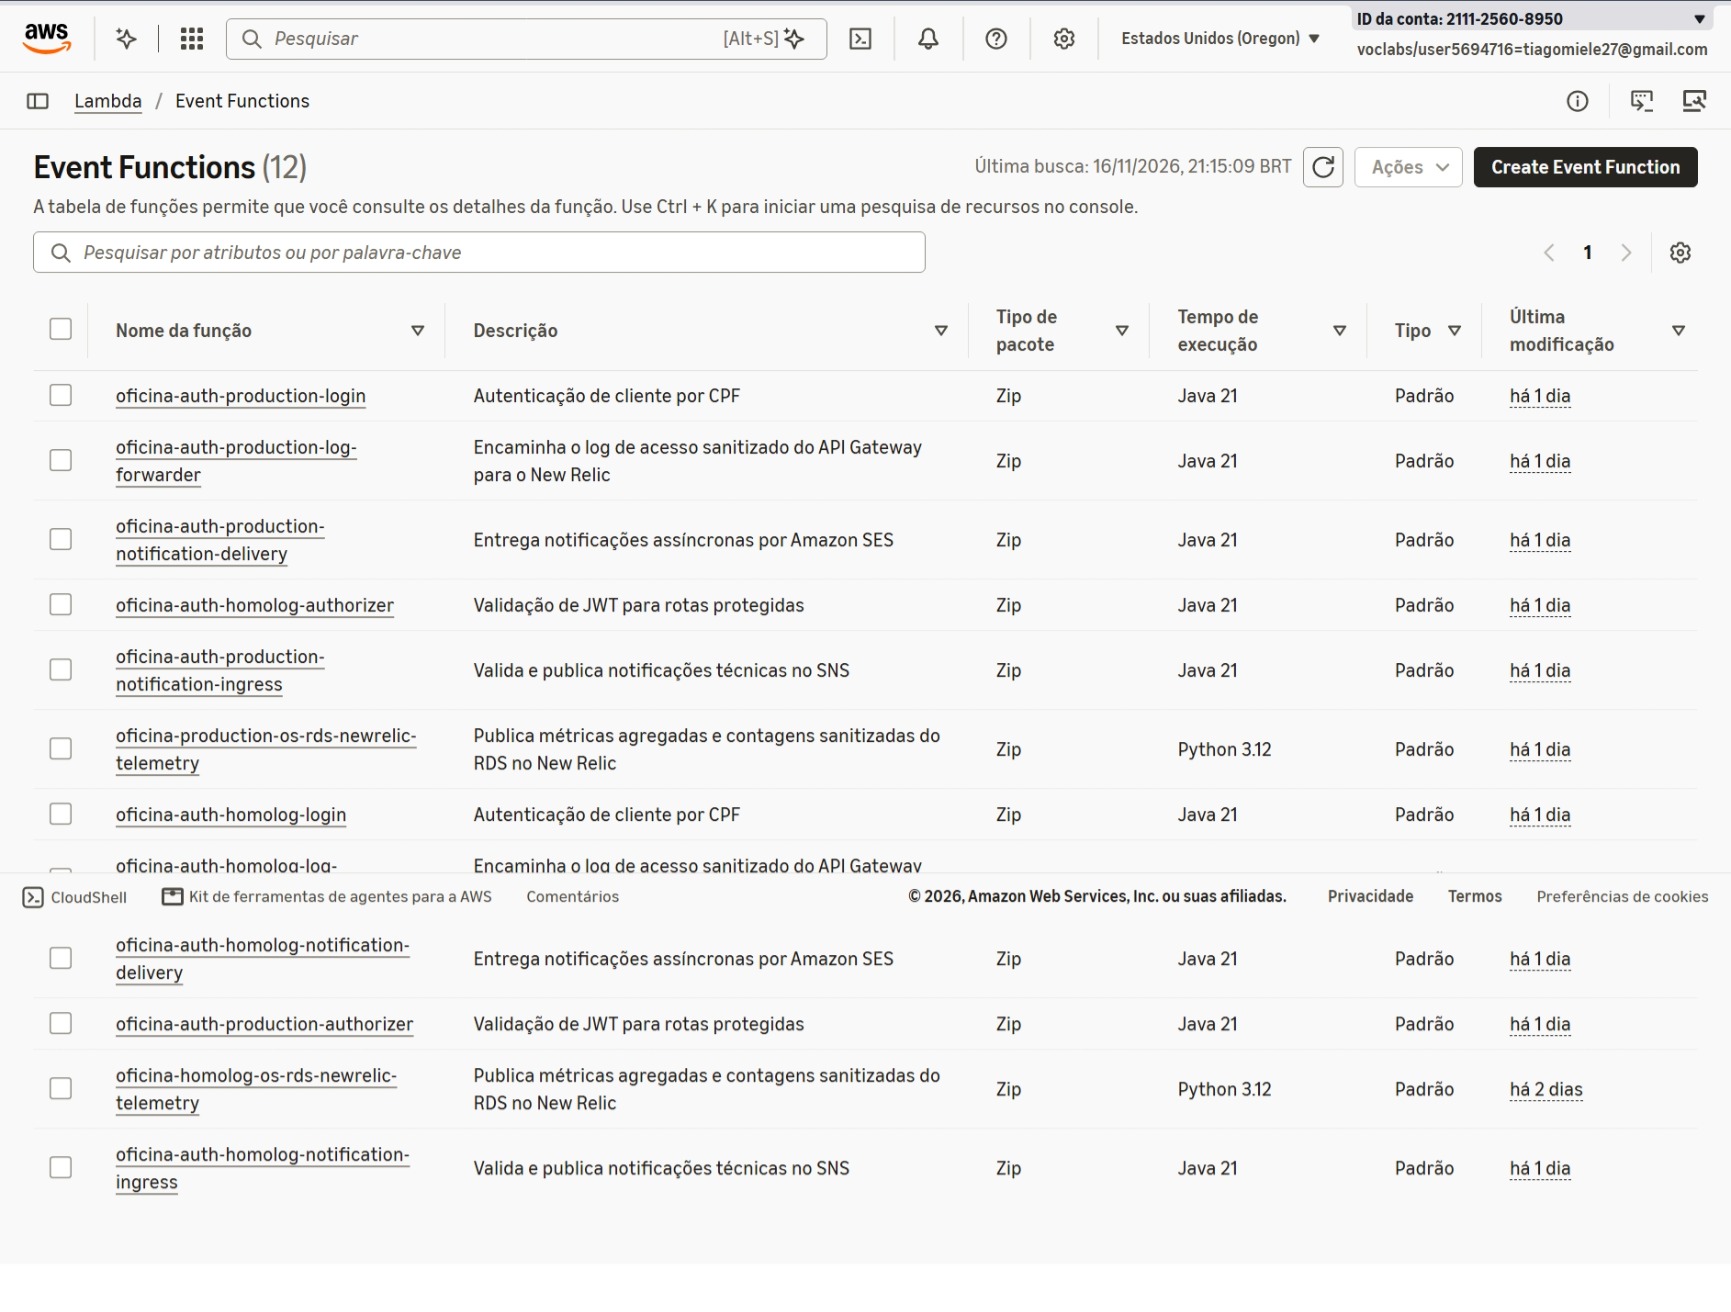 aws
Pesquisar
[Alt+S]
Estados Unidos (Oregon)
ID da conta: 2111-2560-8950
voclabs/user5694716=tiagomiele27@gmail.com
Lambda / Event Functions
Event Functions (12)
Última busca: 16/11/2026, 21:15:09 BRT
Ações
Create Event Function
A tabela de funções permite que você consulte os detalhes da função. Use Ctrl + K para iniciar uma pesquisa de recursos no console.
Pesquisar por atributos ou por palavra-chave
1
Nome da função
Descrição
Tipo de
pacote
Tempo de
execução
Tipo
Última
modificação
oficina-auth-production-login
Autenticação de cliente por CPF
Zip
Java 21
Padrão
há 1 dia
oficina-auth-production-log-
forwarder
Encaminha o log de acesso sanitizado do API Gateway
para o New Relic
Zip
Java 21
Padrão
há 1 dia
oficina-auth-production-
notification-delivery
Entrega notificações assíncronas por Amazon SES
Zip
Java 21
Padrão
há 1 dia
oficina-auth-homolog-authorizer
Validação de JWT para rotas protegidas
Zip
Java 21
Padrão
há 1 dia
oficina-auth-production-
notification-ingress
Valida e publica notificações técnicas no SNS
Zip
Java 21
Padrão
há 1 dia
oficina-production-os-rds-newrelic-
telemetry
Publica métricas agregadas e contagens sanitizadas do
RDS no New Relic
Zip
Python 3.12
Padrão
há 1 dia
oficina-auth-homolog-login
Autenticação de cliente por CPF
Zip
Java 21
Padrão
há 1 dia
oficina-auth-homolog-log-
Encaminha o log de acesso sanitizado do API Gateway
CloudShell
Kit de ferramentas de agentes para a AWS
Comentários
© 2026, Amazon Web Services, Inc. ou suas afiliadas.
Privacidade
Termos
Preferências de cookies
oficina-auth-homolog-notification-
delivery
Entrega notificações assíncronas por Amazon SES
Zip
Java 21
Padrão
há 1 dia
oficina-auth-production-authorizer
Validação de JWT para rotas protegidas
Zip
Java 21
Padrão
há 1 dia
oficina-homolog-os-rds-newrelic-
telemetry
Publica métricas agregadas e contagens sanitizadas do
RDS no New Relic
Zip
Python 3.12
Padrão
há 2 dias
oficina-auth-homolog-notification-
ingress
Valida e publica notificações técnicas no SNS
Zip
Java 21
Padrão
há 1 dia